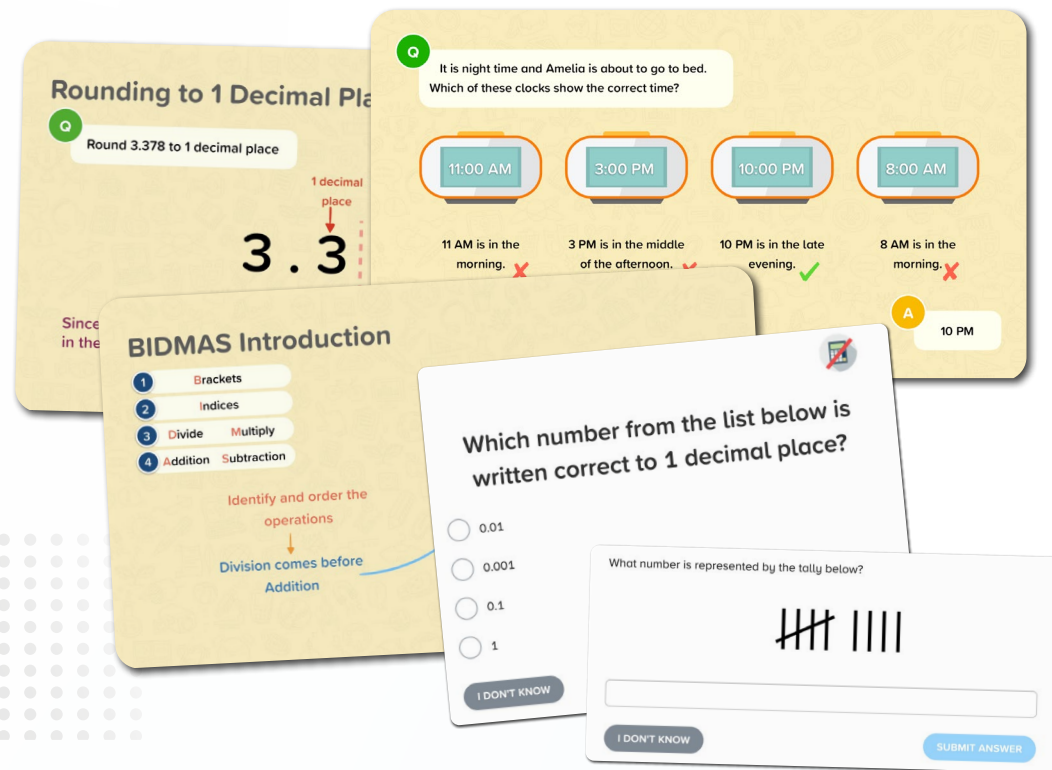 Rounding to 1 Decimal
Q
Round 3.378 to 1 decimal place
1 decimal
place
3.3
Since
in the
Q
It is night time and Amelia is about to go to bed.
Which of these clocks show the correct time?
11:00 AM
3:00 PM
10:00 PM
8:00 AM
11 AM is in the
morning.
3 PM is in the middle
of the afternoon.
10 PM is in the late
evening.
8 AM is in the
morning.
A
10 PM
BIDMAS Introduction
1 Brackets
2 Indices
3 Divide Multiply
4 Addition Subtraction
Identify and order the
operations
Division comes before
Addition
Which number from the list below is
written correct to 1 decimal place?
0.01
0.001
0.1
1
I DON'T KNOW
What number is represented by the tally below?
I DON'T KNOW
SUBMIT ANSWER